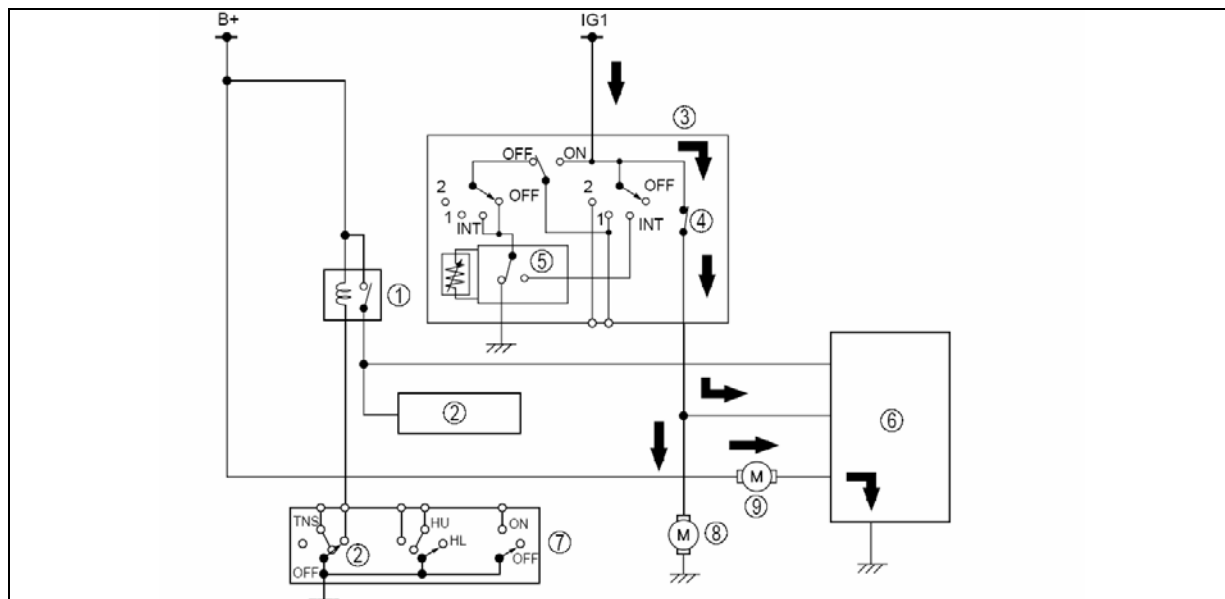 B+ IG1
③
OFF ON
2 OFF 2 OFF
1 INT 1 INT ④
⑤
①
② ⑥
M
⑨
TNS HU ON M ⑧
② HL ⑦
OFF OFF